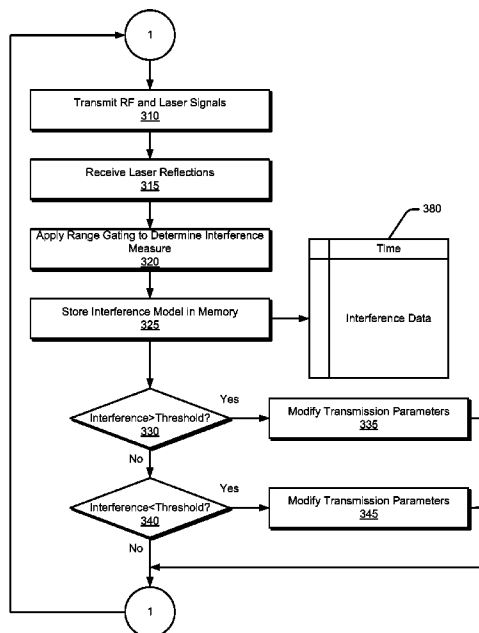 1
Transmit RF and Laser Signals
310
Receive Laser Reflections
315
380
Apply Range Gating to Determine Interference
Measure
320
Time
Interference Data
Store Interference Model in Memory
325
Interference>Threshold?
330
Yes
Modify Transmission Parameters
335
No
Interference<Threshold?
340
Yes
Modify Transmission Parameters
345
No
1